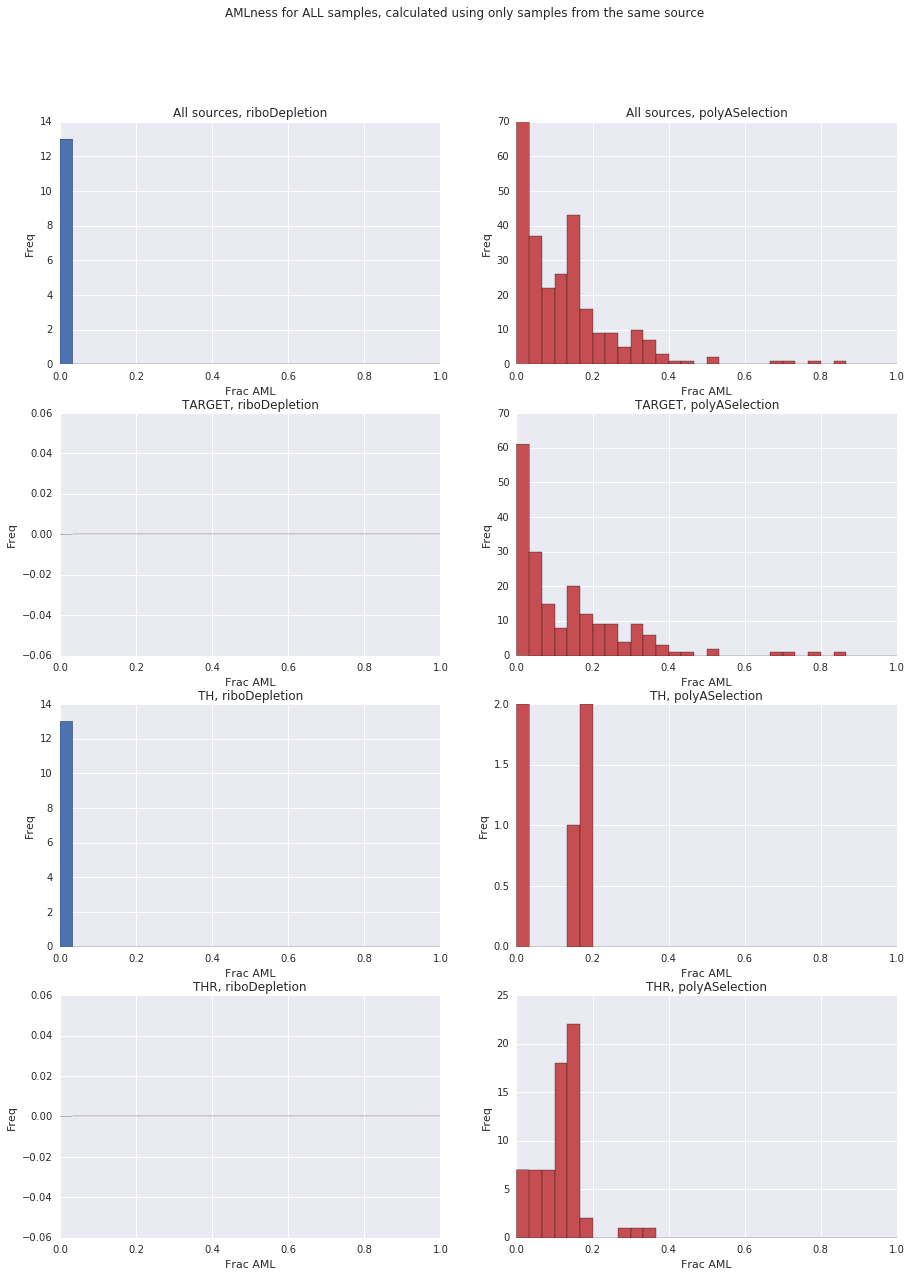 AMLness for ALL samples, calculated using only samples from the same source
All sources, riboDepletion
14
12
10
8
6
4
2
0
Freq
0.0 0.2 0.4 0.6 0.8 1.0
Frac AML
All sources, polyASelection
70
60
50
40
30
20
10
0
Freq
0.0 0.2 0.4 0.6 0.8 1.0
Frac AML
TARGET, riboDepletion
0.06
0.04
0.02
0.00
−0.02
−0.04
−0.06
Freq
0.0 0.2 0.4 0.6 0.8 1.0
Frac AML
TARGET, polyASelection
70
60
50
40
30
20
10
0
Freq
0.0 0.2 0.4 0.6 0.8 1.0
Frac AML
TH, riboDepletion
14
12
10
8
6
4
2
0
Freq
0.0 0.2 0.4 0.6 0.8 1.0
Frac AML
TH, polyASelection
2.0
1.5
1.0
0.5
0.0
Freq
0.0 0.2 0.4 0.6 0.8 1.0
Frac AML
THR, riboDepletion
0.06
0.04
0.02
0.00
−0.02
−0.04
−0.06
Freq
0.0 0.2 0.4 0.6 0.8 1.0
Frac AML
THR, polyASelection
25
20
15
10
5
0
Freq
0.0 0.2 0.4 0.6 0.8 1.0
Frac AML